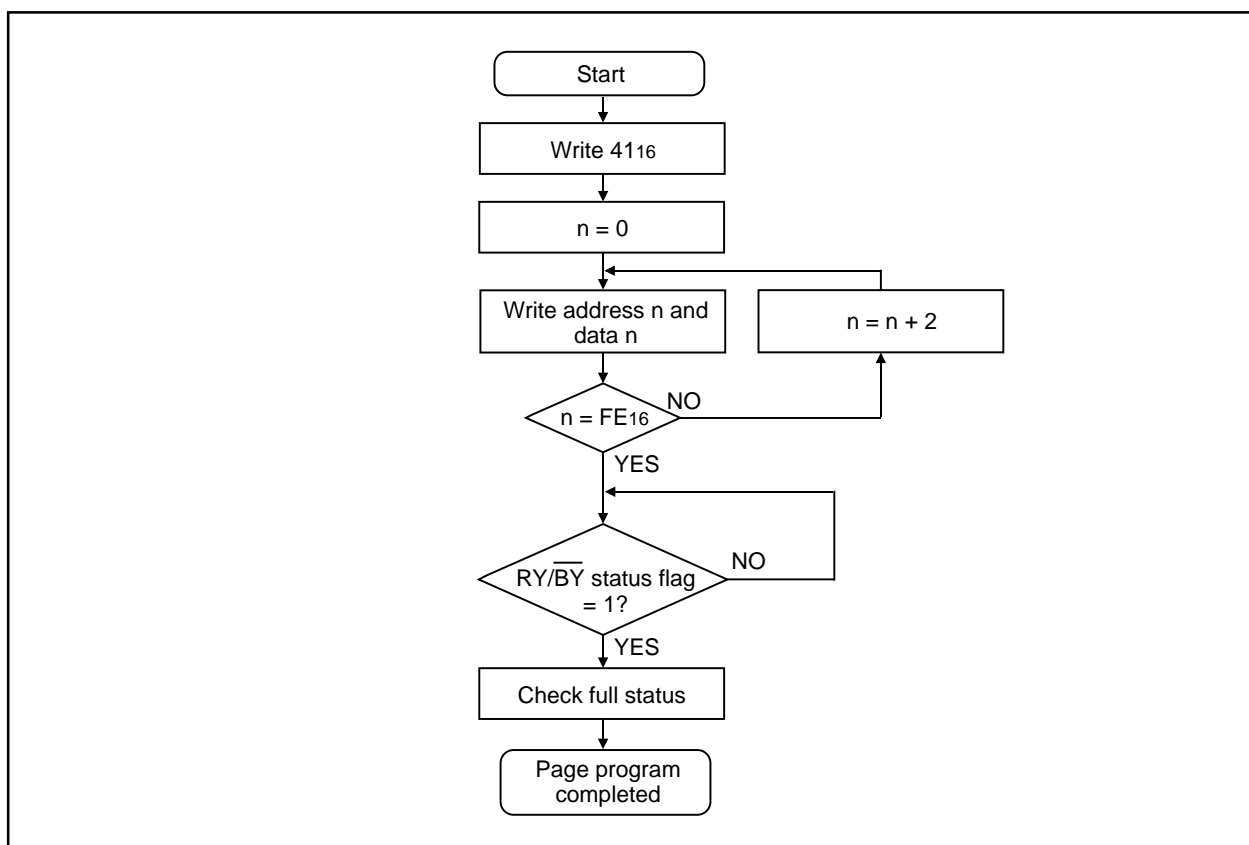 Start
Write 41₁₆
n = 0
Write address n and
data n
n = n + 2
n = FE₁₆
NO
YES
RY/B̅Y̅ status flag
= 1?
NO
YES
Check full status
Page program
completed